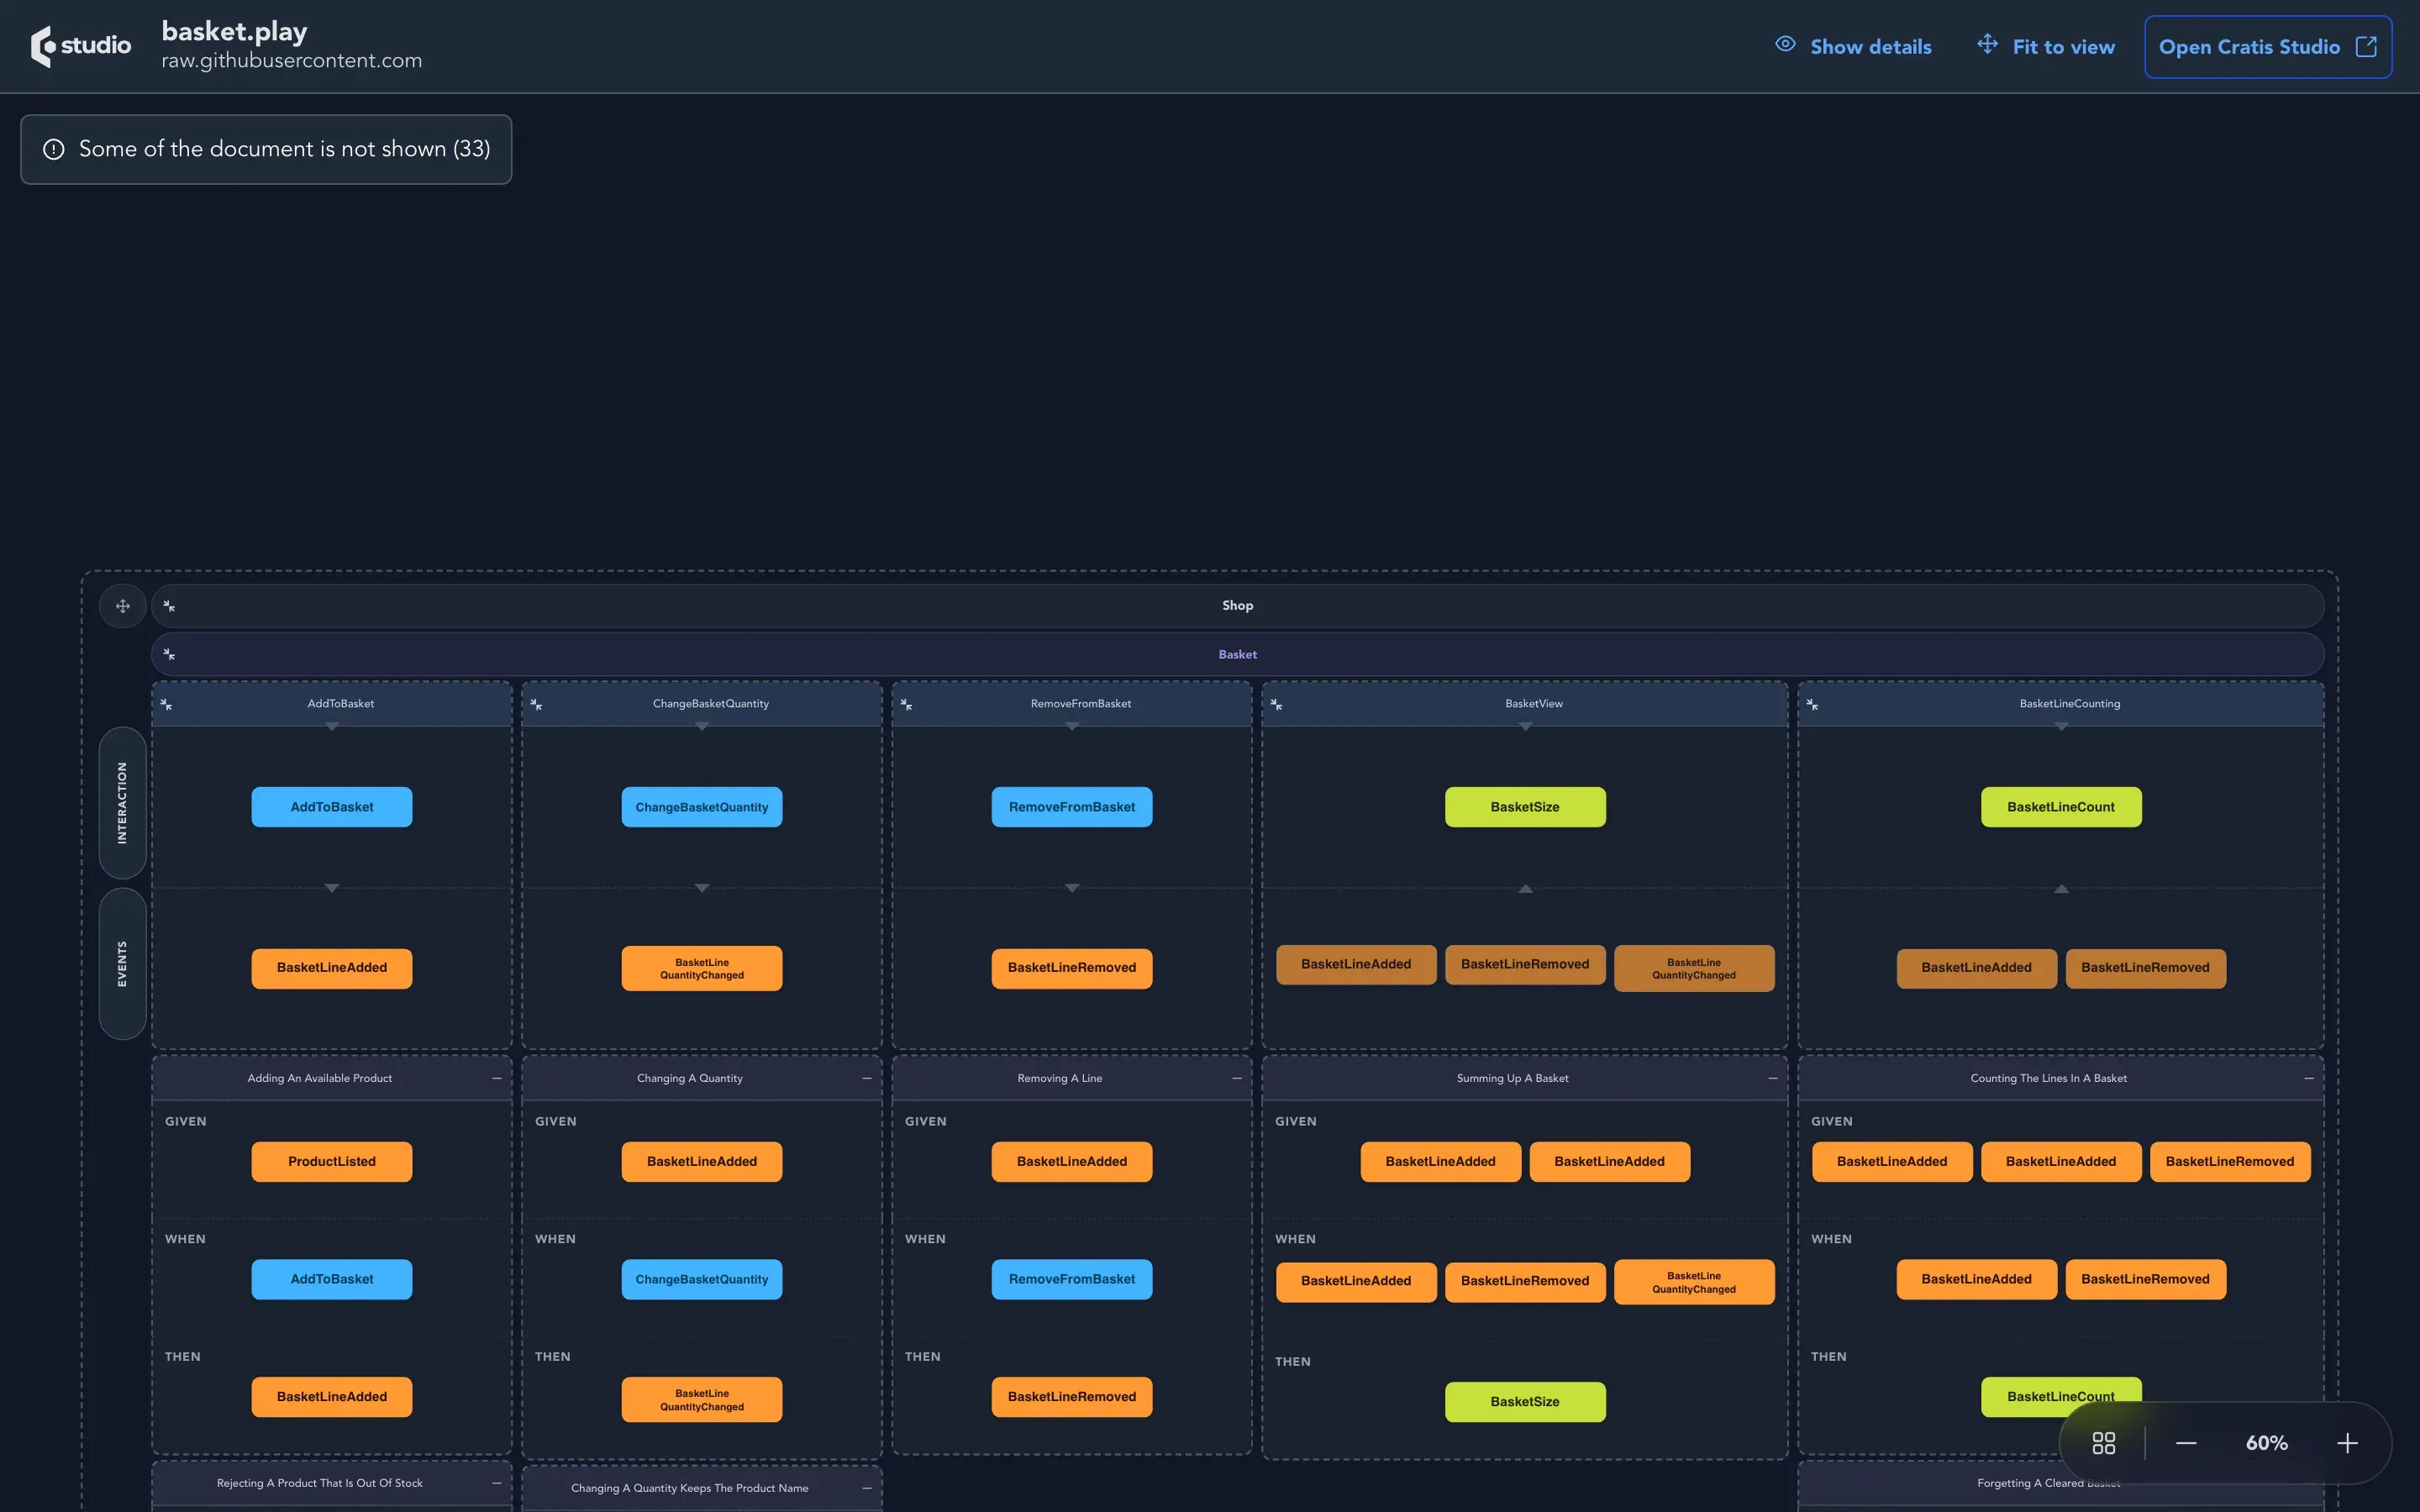 studio
basket.play
raw.githubusercontent.com
Show details
Fit to view
Open Cratis Studio
Some of the document is not shown (33)
Shop
Basket
AddToBasket
ChangeBasketQuantity
RemoveFromBasket
BasketView
BasketLineCounting
INTERACTION
AddToBasket
ChangeBasketQuantity
RemoveFromBasket
BasketSize
BasketLineCount
EVENTS
BasketLineAdded
BasketLine
QuantityChanged
BasketLineRemoved
BasketLineAdded
BasketLineRemoved
BasketLine
QuantityChanged
BasketLineAdded
BasketLineRemoved
Adding An Available Product
Changing A Quantity
Removing A Line
Summing Up A Basket
Counting The Lines In A Basket
GIVEN
GIVEN
GIVEN
GIVEN
GIVEN
ProductListed
BasketLineAdded
BasketLineAdded
BasketLineAdded
BasketLineAdded
BasketLineAdded
BasketLineAdded
BasketLineRemoved
WHEN
WHEN
WHEN
WHEN
WHEN
AddToBasket
ChangeBasketQuantity
RemoveFromBasket
BasketLineAdded
BasketLineRemoved
BasketLine
QuantityChanged
BasketLineAdded
BasketLineRemoved
THEN
THEN
THEN
THEN
THEN
BasketLineAdded
BasketLine
QuantityChanged
BasketLineRemoved
BasketSize
BasketLineCount
60%
Rejecting A Product That Is Out Of Stock
Changing A Quantity Keeps The Product Name
Forgetting A Cleared Basket